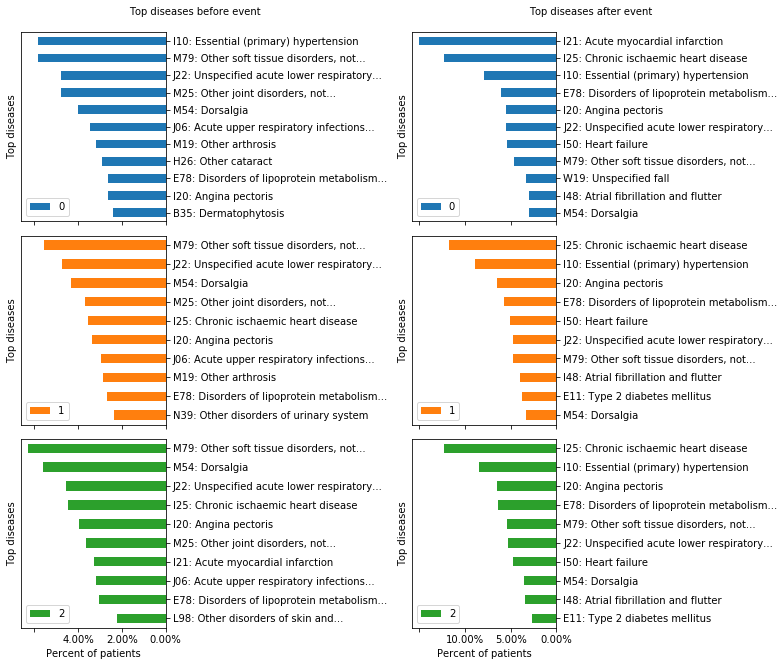 Top diseases before event
Top diseases
I10: Essential (primary) hypertension
M79: Other soft tissue disorders, not...
J22: Unspecified acute lower respiratory...
M25: Other joint disorders, not...
M54: Dorsalgia
J06: Acute upper respiratory infections...
M19: Other arthrosis
H26: Other cataract
E78: Disorders of lipoprotein metabolism...
I20: Angina pectoris
B35: Dermatophytosis
0
Top diseases after event
Top diseases
I21: Acute myocardial infarction
I25: Chronic ischaemic heart disease
I10: Essential (primary) hypertension
E78: Disorders of lipoprotein metabolism...
I20: Angina pectoris
J22: Unspecified acute lower respiratory...
I50: Heart failure
M79: Other soft tissue disorders, not...
W19: Unspecified fall
I48: Atrial fibrillation and flutter
M54: Dorsalgia
0
Top diseases
M79: Other soft tissue disorders, not...
J22: Unspecified acute lower respiratory...
M54: Dorsalgia
M25: Other joint disorders, not...
I25: Chronic ischaemic heart disease
I20: Angina pectoris
J06: Acute upper respiratory infections...
M19: Other arthrosis
E78: Disorders of lipoprotein metabolism...
N39: Other disorders of urinary system
1
Top diseases
I25: Chronic ischaemic heart disease
I10: Essential (primary) hypertension
I20: Angina pectoris
E78: Disorders of lipoprotein metabolism...
I50: Heart failure
J22: Unspecified acute lower respiratory...
M79: Other soft tissue disorders, not...
I48: Atrial fibrillation and flutter
E11: Type 2 diabetes mellitus
M54: Dorsalgia
1
Top diseases
M79: Other soft tissue disorders, not...
M54: Dorsalgia
J22: Unspecified acute lower respiratory...
I25: Chronic ischaemic heart disease
I20: Angina pectoris
M25: Other joint disorders, not...
I21: Acute myocardial infarction
J06: Acute upper respiratory infections...
E78: Disorders of lipoprotein metabolism...
L98: Other disorders of skin and...
2
4.00% 2.00% 0.00%
Percent of patients
Top diseases
I25: Chronic ischaemic heart disease
I10: Essential (primary) hypertension
I20: Angina pectoris
E78: Disorders of lipoprotein metabolism...
M79: Other soft tissue disorders, not...
J22: Unspecified acute lower respiratory...
I50: Heart failure
M54: Dorsalgia
I48: Atrial fibrillation and flutter
E11: Type 2 diabetes mellitus
2
10.00% 5.00% 0.00%
Percent of patients